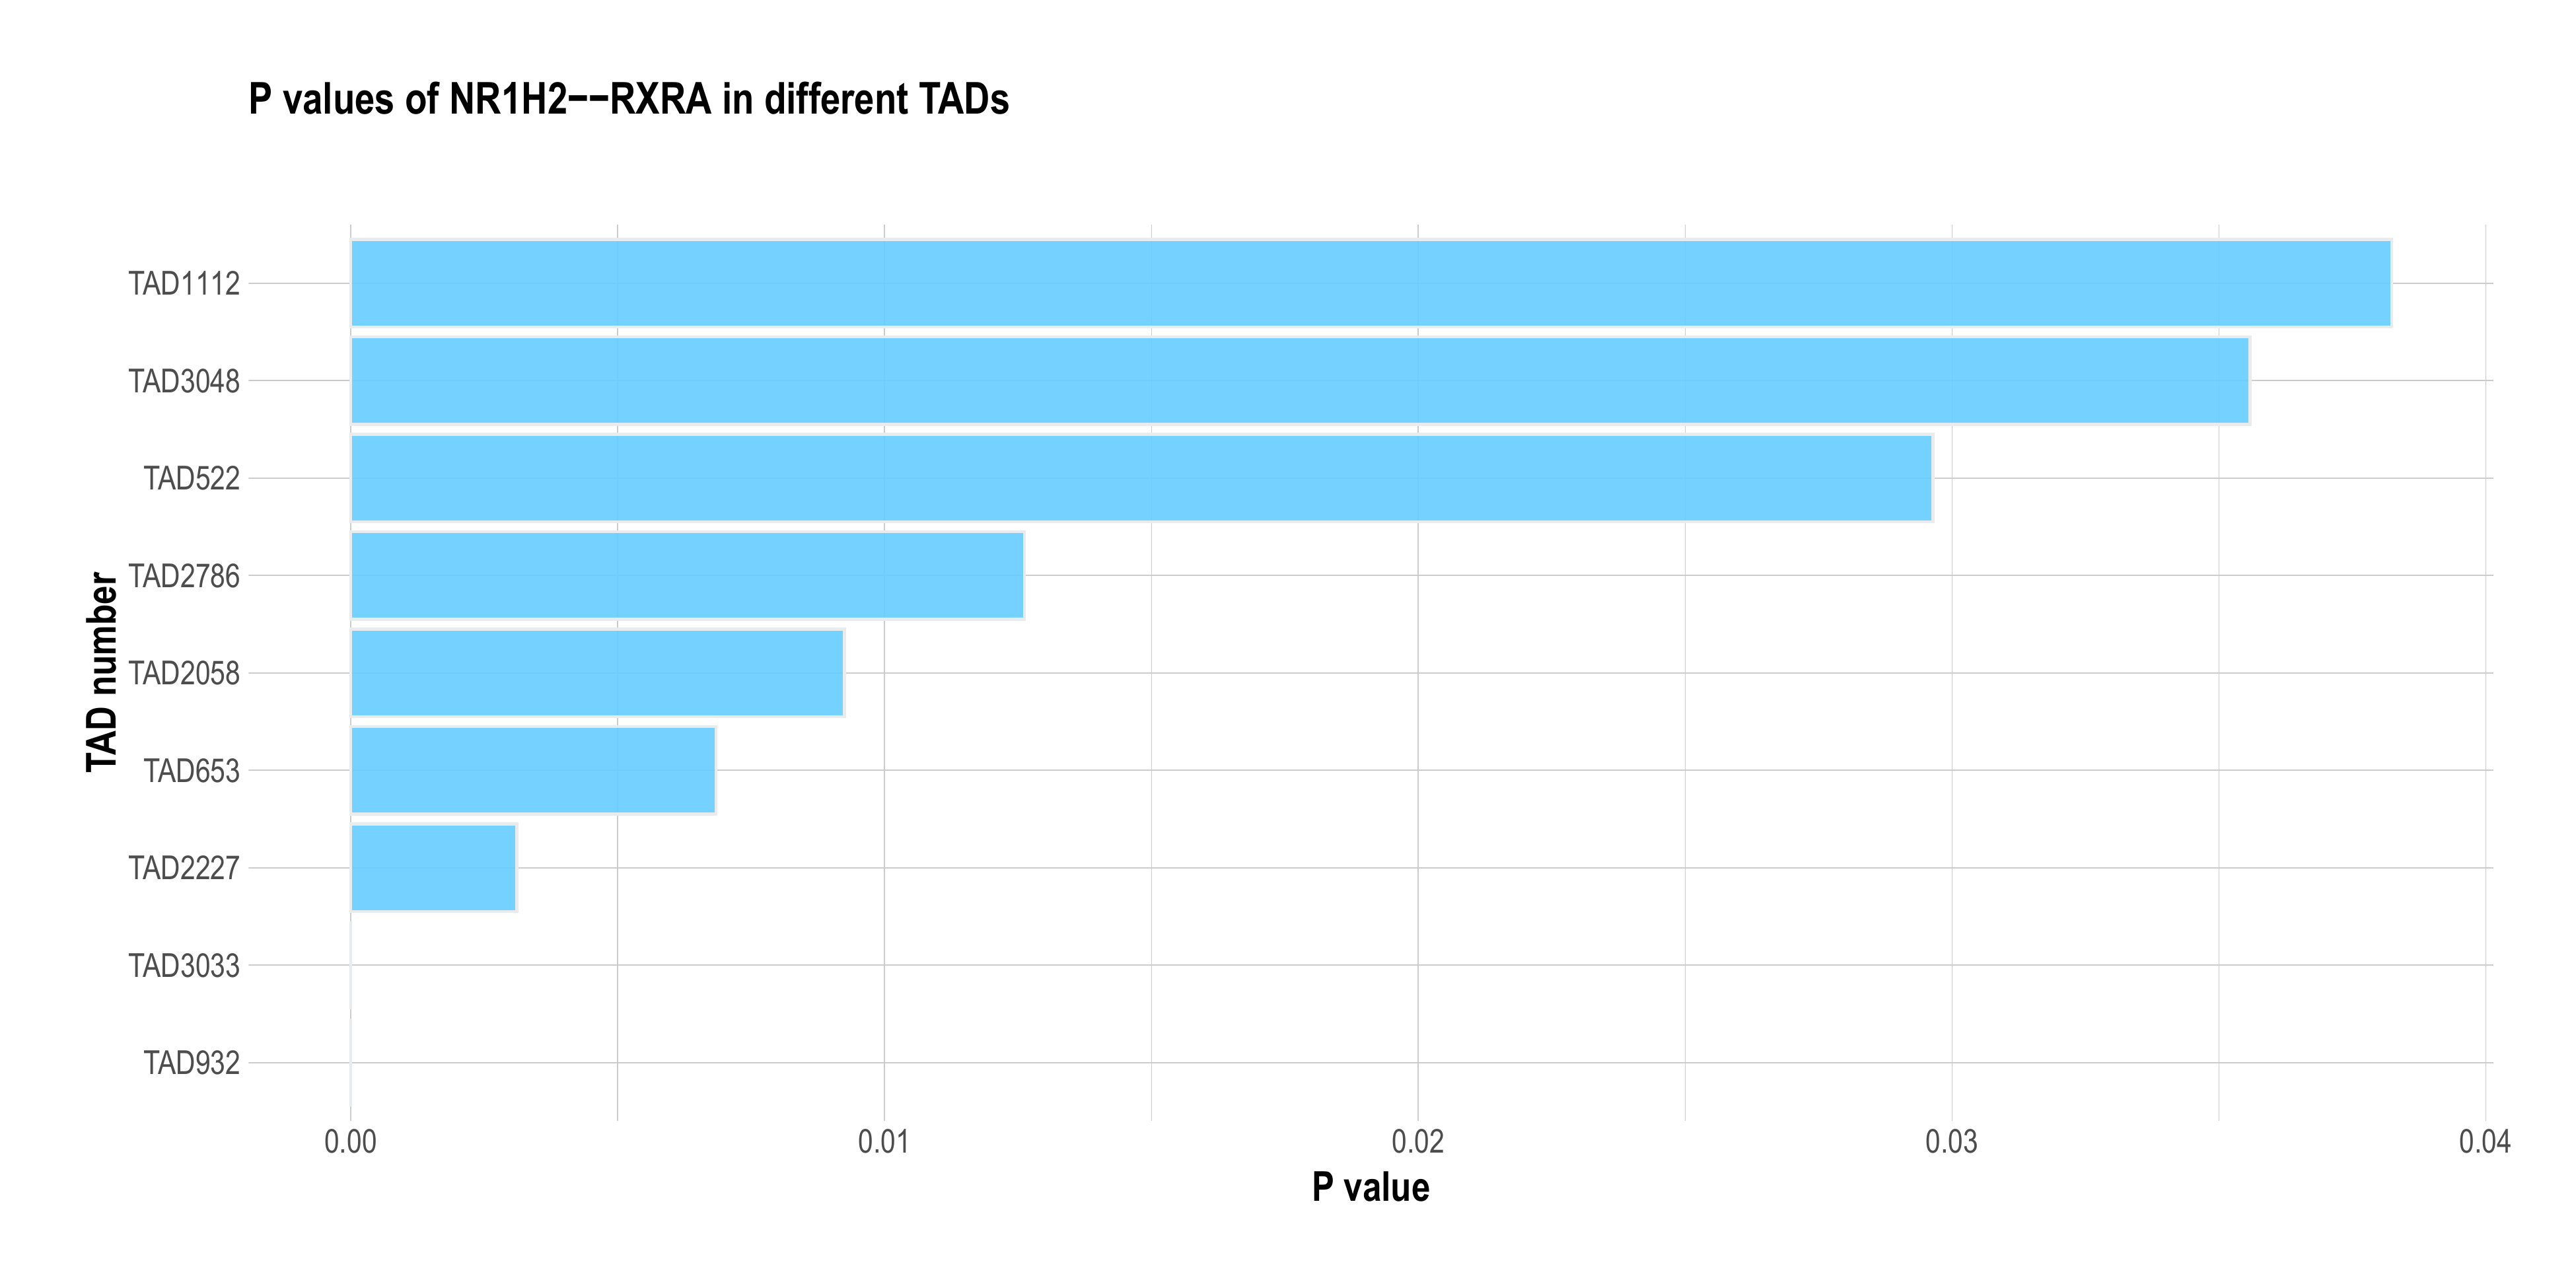 P values of NR1H2−−RXRA in different TADs
TAD number
TAD1112
TAD3048
TAD522
TAD2786
TAD2058
TAD653
TAD2227
TAD3033
TAD932
0.00 0.01 0.02 0.03 0.04
P value